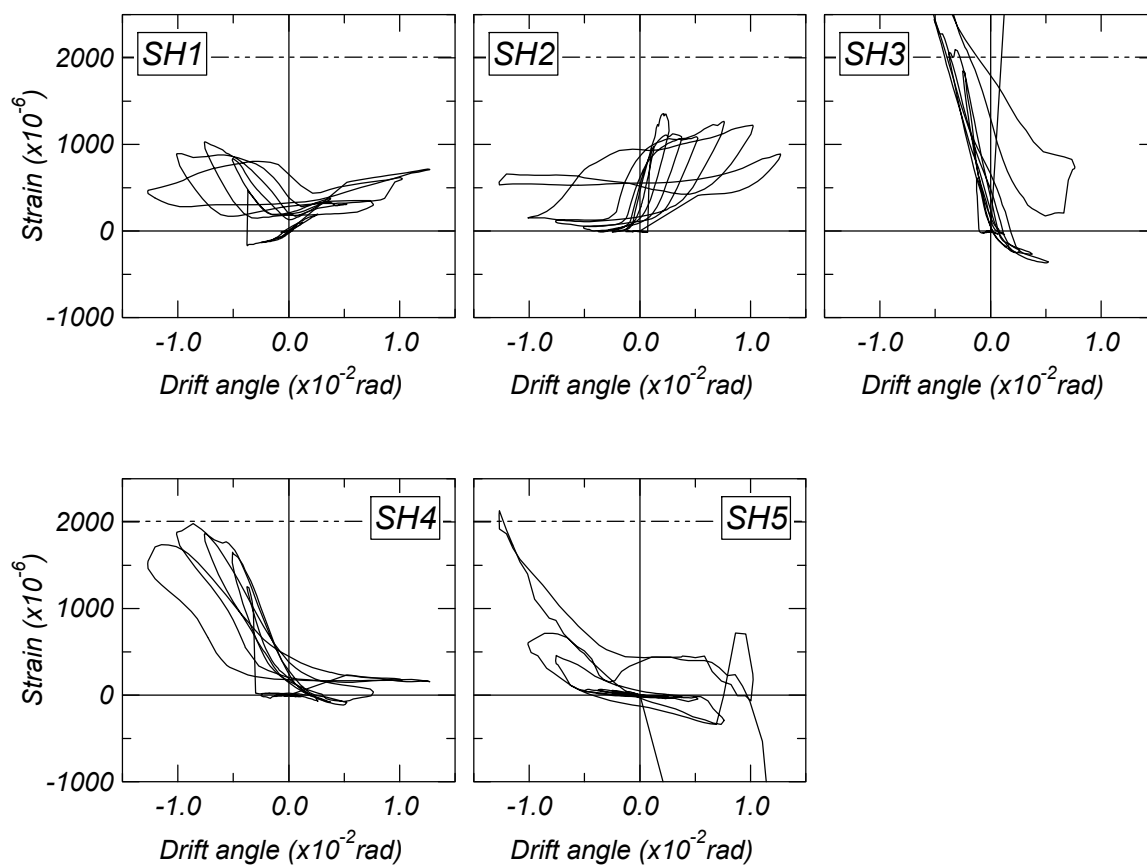 SH1 SH2 SH3
2000
1000
0
-1000
Strain (x10-6)
-1.0 0.0 1.0 -1.0 0.0 1.0 -1.0 0.0 1.0
Drift angle (x10-2rad) Drift angle (x10-2rad) Drift angle (x10-2rad)
SH4 SH5
2000
1000
0
-1000
Strain (x10-6)
-1.0 0.0 1.0 -1.0 0.0 1.0
Drift angle (x10-2rad) Drift angle (x10-2rad)